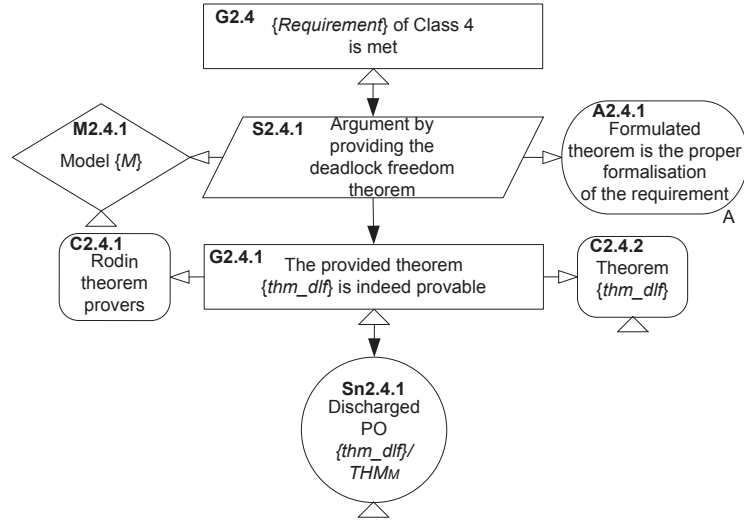 G2.4
{Requirement} of Class 4
is met
M2.4.1
Model {M}
S2.4.1
Argument by
providing the
deadlock freedom
theorem
A2.4.1
Formulated
theorem is the proper
formalisation
of the requirement
A
C2.4.1
Rodin
theorem
provers
G2.4.1
The provided theorem
{thm_dlf} is indeed provable
C2.4.2
Theorem
{thm_dlf}
Sn2.4.1
Discharged
PO
{thm_dlf}/
THMM